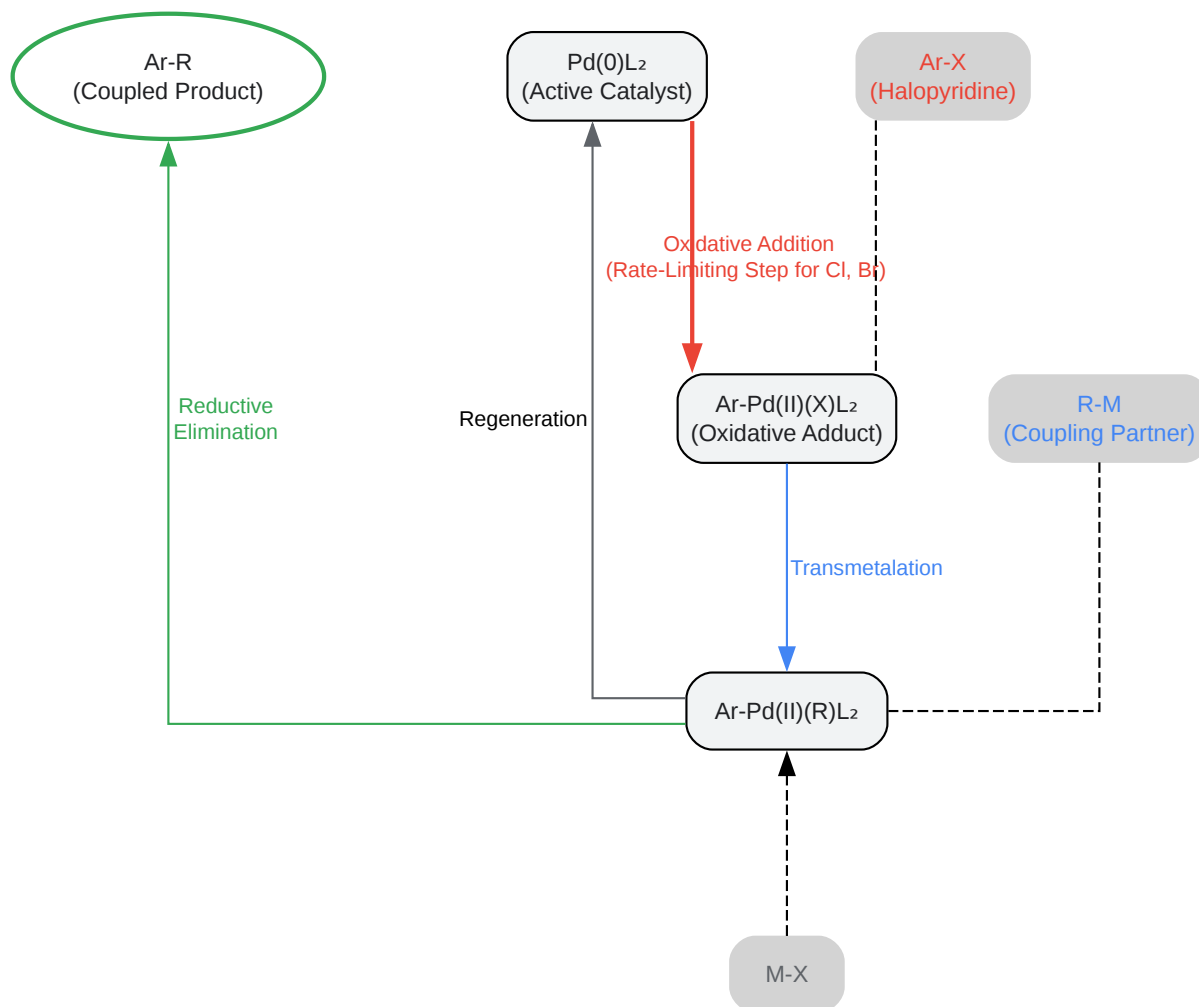 Ar-R
(Coupled Product)
Pd(0)L₂
(Active Catalyst)
Ar-X
(Halopyridine)
Oxidative Addition
(Rate-Limiting Step for Cl, Br)
Reductive
Elimination
Regeneration
Ar-Pd(II)(X)L₂
(Oxidative Adduct)
R-M
(Coupling Partner)
Transmetalation
Ar-Pd(II)(R)L₂
M-X